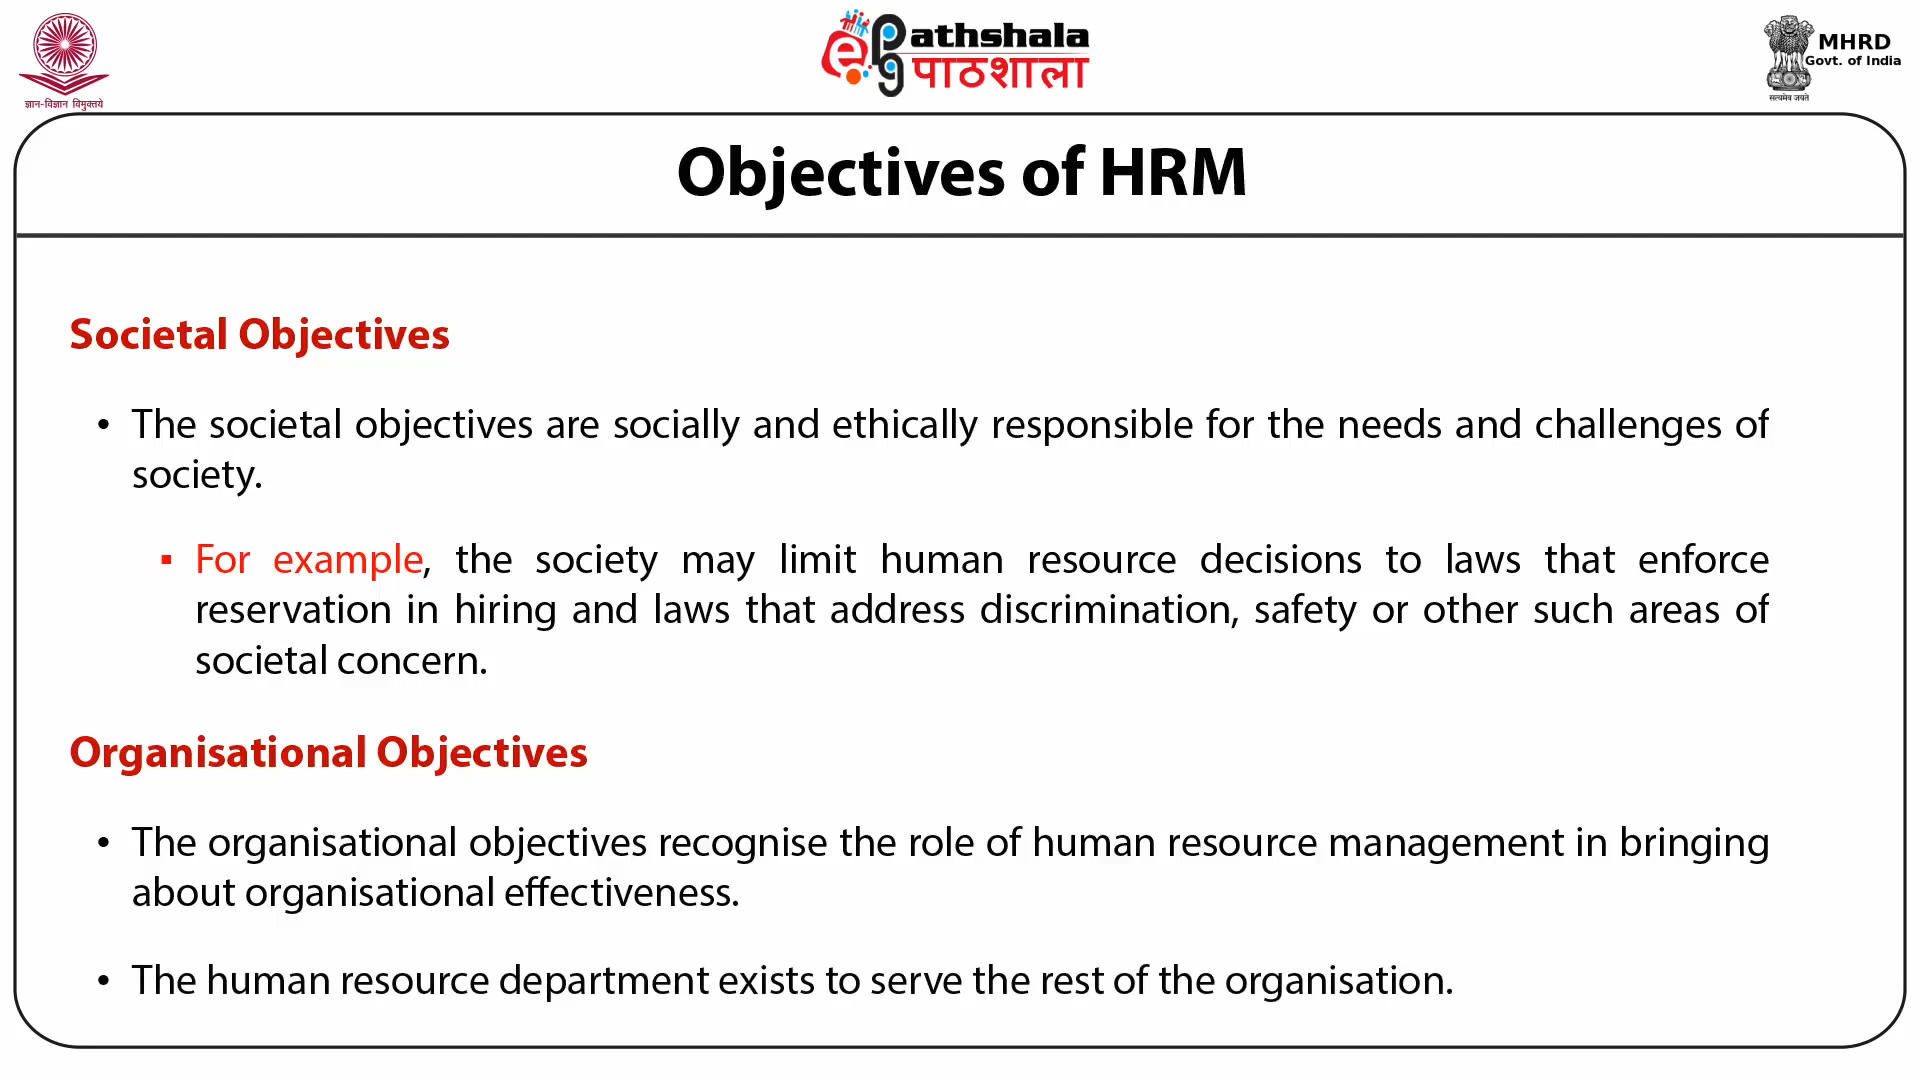 ज्ञान-विज्ञान विमुक्तये
ePathshala
पाठशाला
MHRD
Govt. of India
सत्यमेव जयते
Objectives of HRM
Societal Objectives
• The societal objectives are socially and ethically responsible for the needs and challenges of
society.
▪ For example, the society may limit human resource decisions to laws that enforce
reservation in hiring and laws that address discrimination, safety or other such areas of
societal concern.
Organisational Objectives
• The organisational objectives recognise the role of human resource management in bringing
about organisational effectiveness.
• The human resource department exists to serve the rest of the organisation.